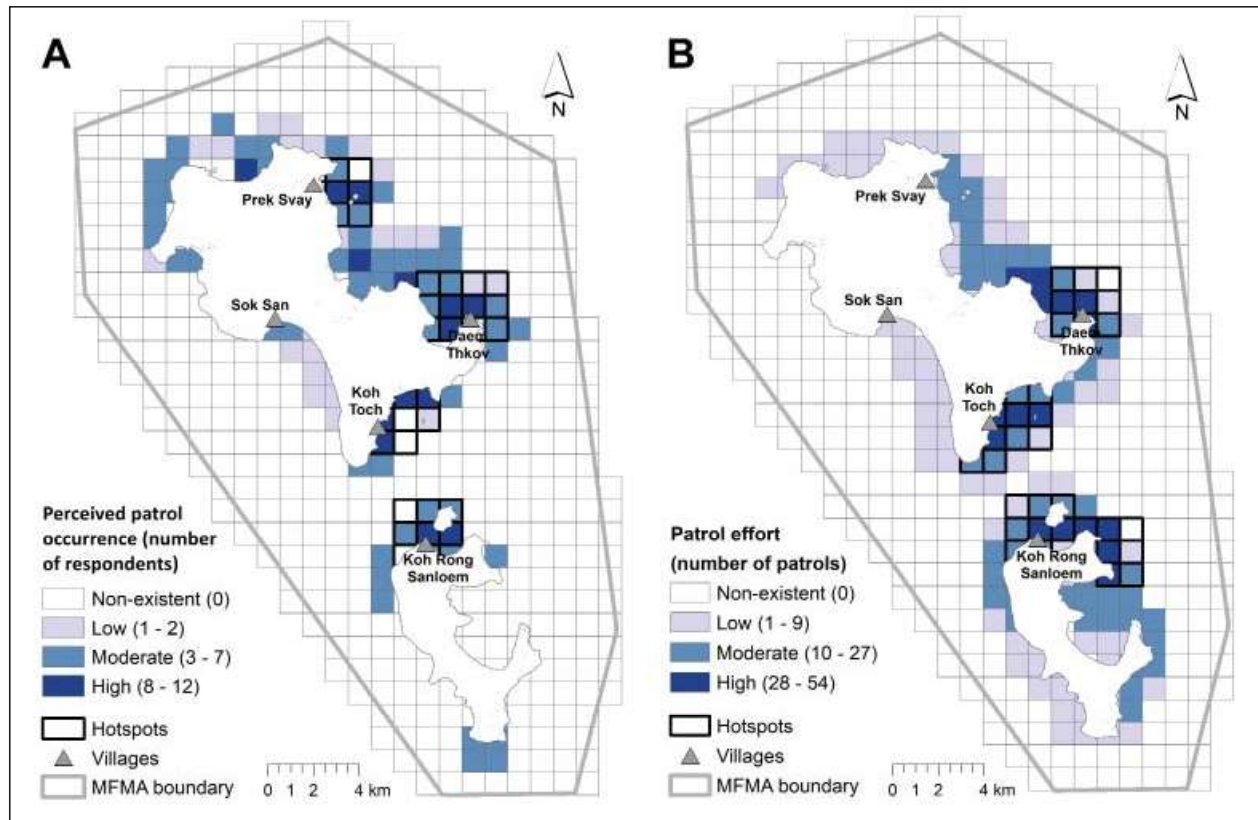 A
N
Prek Svay
Sok San
Daem
Thkov
Koh
Toch
Koh Rong
Sanloem
Perceived patrol
occurrence (number
of respondents)
Non-existent (0)
Low (1 - 2)
Moderate (3 - 7)
High (8 - 12)
Hotspots
Villages
MFMA boundary
0 1 2 4 km
B
N
Prek Svay
Sok San
Daem
Thkov
Koh
Toch
Koh Rong
Sanloem
Patrol effort
(number of patrols)
Non-existent (0)
Low (1 - 9)
Moderate (10 - 27)
High (28 - 54)
Hotspots
Villages
MFMA boundary
0 1 2 4 km